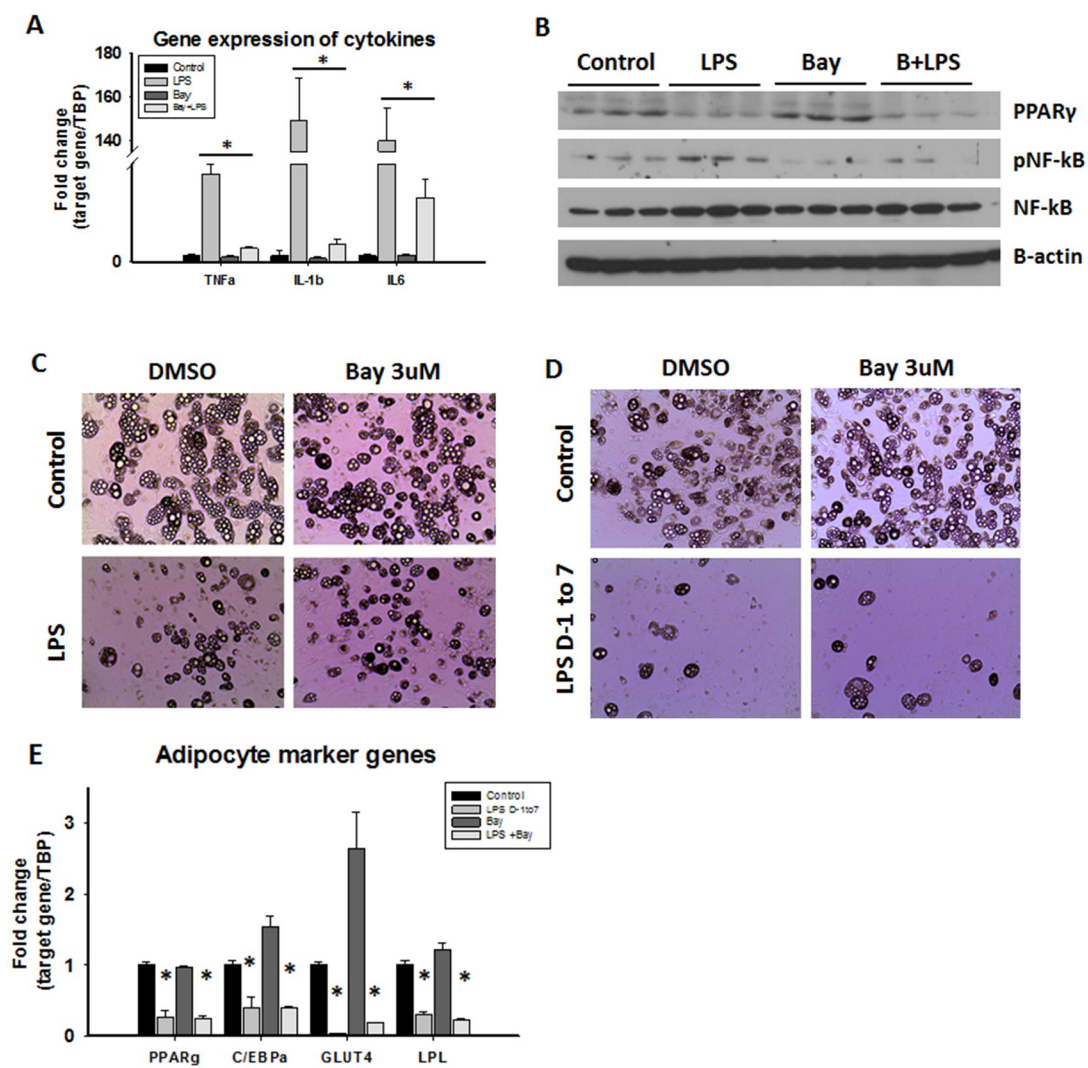 A
Gene expression of cytokines
180
160
140
0
Fold change
(target gene/TBP)
Control
LPS
Bay
Bay+LPS
*
*
*
TNFa
IL-1b
IL6
B
Control
LPS
Bay
B+LPS
PPARγ
pNF-kB
NF-kB
B-actin
C
DMSO
Bay 3uM
Control
LPS
D
DMSO
Bay 3uM
Control
LPS D-1 to 7
E
Adipocyte marker genes
3
2
1
0
Fold change
(target gene/TBP)
Control
LPS D-1to7
Bay
LPS +Bay
*
*
*
*
*
*
*
*
PPARg
C/EBPa
GLUT4
LPL